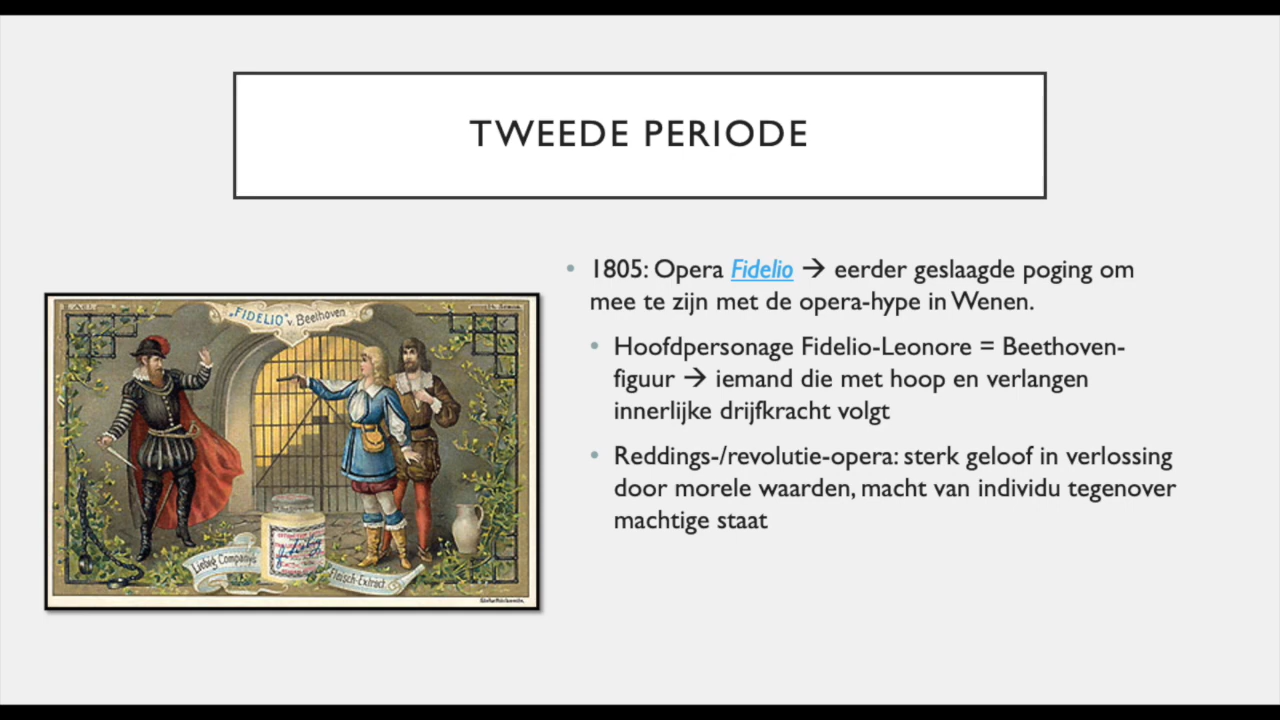 TWEEDE PERIODE
• 1805: Opera Fidelio → eerder geslaagde poging om
mee te zijn met de opera-hype in Wenen.
• Hoofdpersonage Fidelio-Leonore = Beethoven-
figuur → iemand die met hoop en verlangen
innerlijke drijfkracht volgt
• Reddings-/revolutie-opera: sterk geloof in verlossing
door morele waarden, macht van individu tegenover
machtige staat
"FIDELIO" v. Beethoven
Liebig Company's
Fleisch-Extract